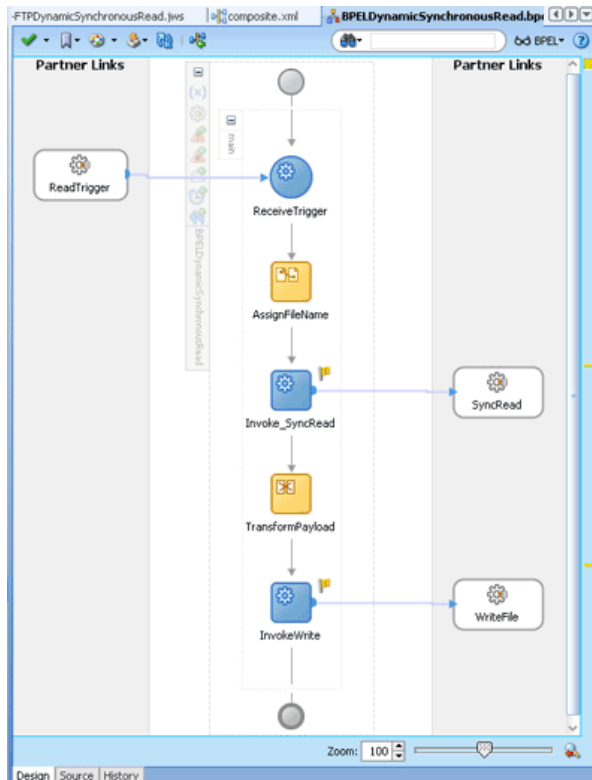 -FTPDynamicSynchronousRead.jws
composite.xml
BPELDynamicSynchronousRead.bpe
BPEL
Partner Links
Partner Links
(x)
main
BPELDynamicSynchronousRead
ReadTrigger
ReceiveTrigger
AssignFileName
Invoke_SyncRead
SyncRead
TransformPayload
InvokeWrite
WriteFile
Zoom: 100
Design Source History